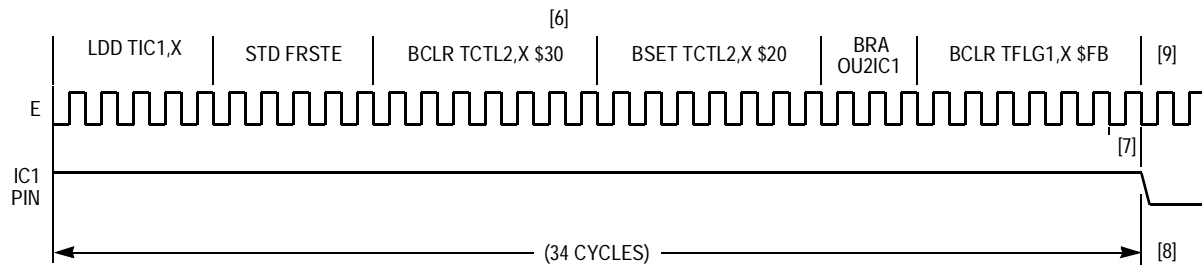 [6]
LDD TIC1,X
STD FRSTE
BCLR TCTL2,X $30
BSET TCTL2,X $20
BRA
OU2IC1
BCLR TFLG1,X $FB
[9]
E
[7]
IC1
PIN
(34 CYCLES)
[8]